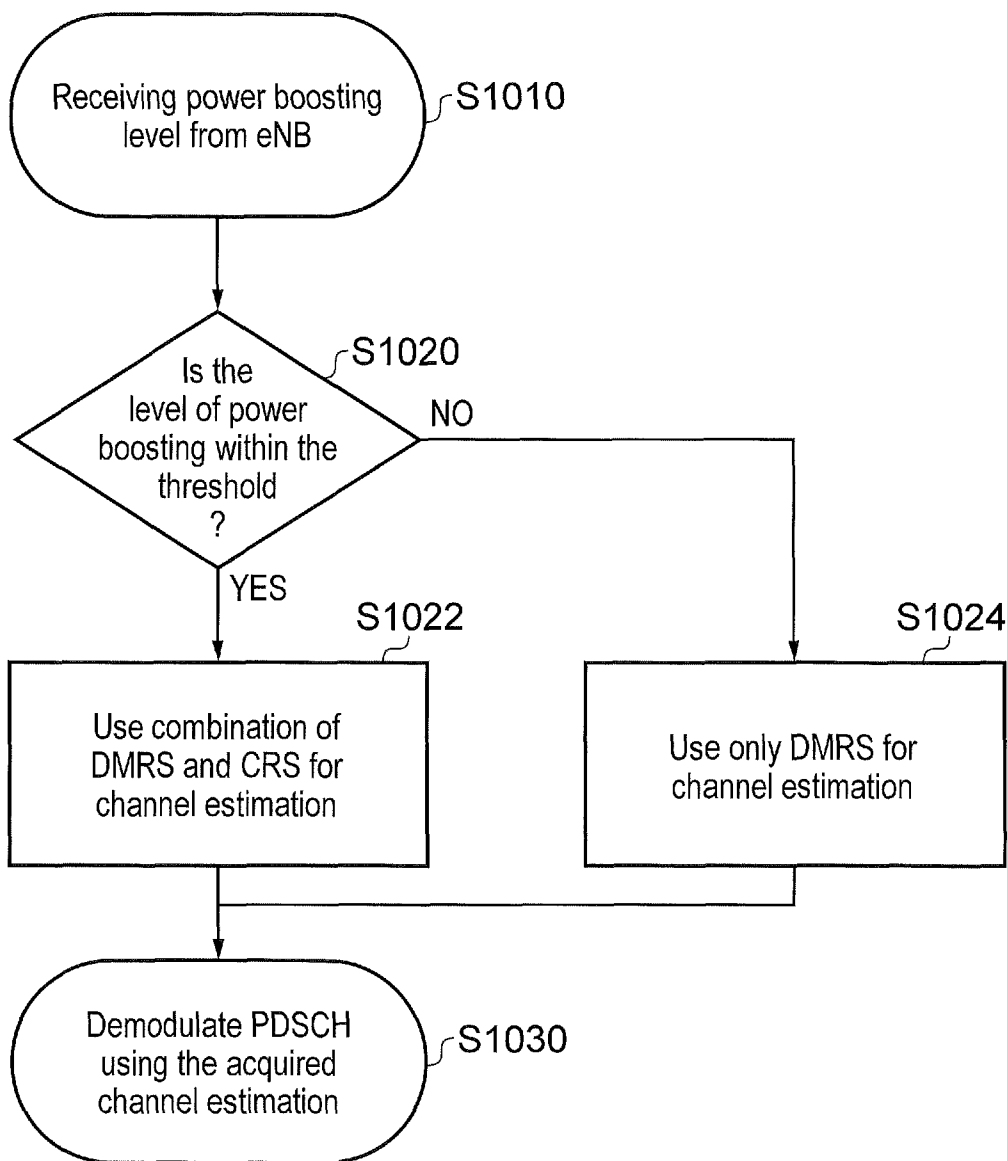 Receiving power boosting
level from eNB
S1010
Is the
level of power
boosting within the
threshold
?
S1020
NO
YES
S1022
Use combination of
DMRS and CRS for
channel estimation
S1024
Use only DMRS for
channel estimation
Demodulate PDSCH
using the acquired
channel estimation
S1030